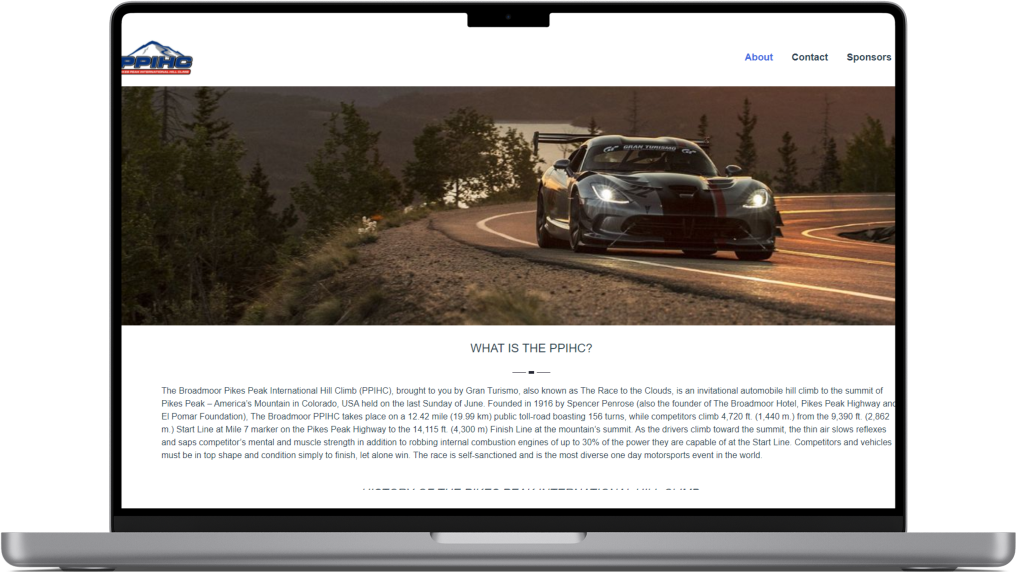 PPIHC
About Contact Sponsors
GRAN TURISMO
WHAT IS THE PPIHC?
The Broadmoor Pikes Peak International Hill Climb (PPIHC), brought to you by Gran Turismo, also known as The Race to the Clouds, is an invitational automobile hill climb to the summit of
Pikes Peak – America's Mountain in Colorado, USA held on the last Sunday of June. Founded in 1916 by Spencer Penrose (also the founder of The Broadmoor Hotel, Pikes Peak Highway and
El Pomar Foundation), The Broadmoor PPIHC takes place on a 12.42 mile (19.99 km) public toll-road boasting 156 turns, while competitors climb 4,720 ft. (1,440 m.) from the 9,390 ft. (2,862
m.) Start Line at Mile 7 marker on the Pikes Peak Highway to the 14,115 ft. (4,300 m) Finish Line at the mountain's summit. As the drivers climb toward the summit, the thin air slows reflexes
and saps competitor's mental and muscle strength in addition to robbing internal combustion engines of up to 30% of the power they are capable of at the Start Line. Competitors and vehicles
must be in top shape and condition simply to finish, let alone win. The race is self-sanctioned and is the most diverse one day motorsports event in the world.
HISTORY OF THE PIKES PEAK INTERNATIONAL HILL CLIMB